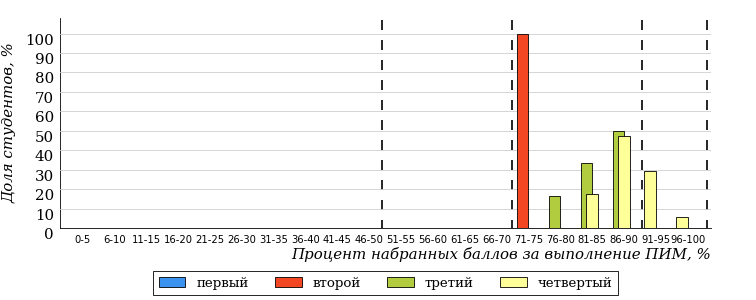 Доля студентов, %
100
90
80
70
60
50
40
30
20
10
0
0-5 6-10 11-15 16-20 21-25 26-30 31-35 36-40 41-45 46-50 51-55 56-60 61-65 66-70 71-75 76-80 81-85 86-90 91-95 96-100
Процент набранных баллов за выполнение ПИМ, %
первый второй третий четвертый